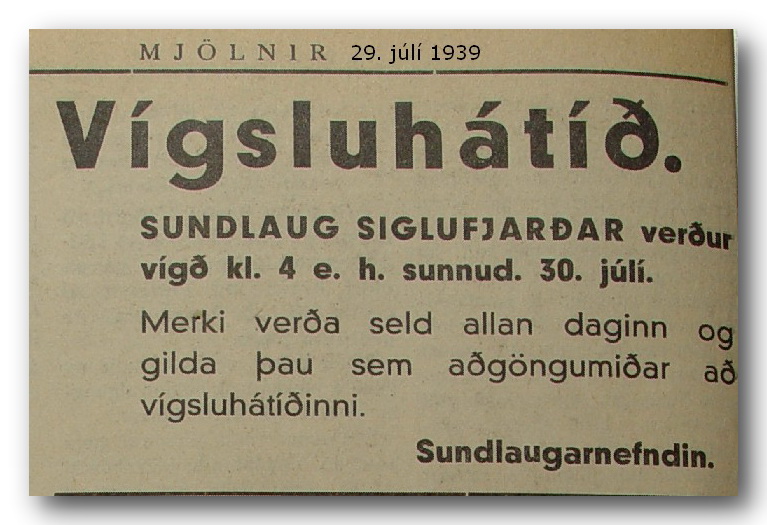 MJÖLNIR 29. júlí 1939
Vígsluhátíð.
SUNDLAUG SIGLUFJARÐAR verður
vígð kl. 4 e. h. sunnud. 30. júlí.
Merki verða seld allan daginn og
gilda þau sem aðgöngumiðar að
vígsluhátíðinni.
Sundlaugarnefndin.